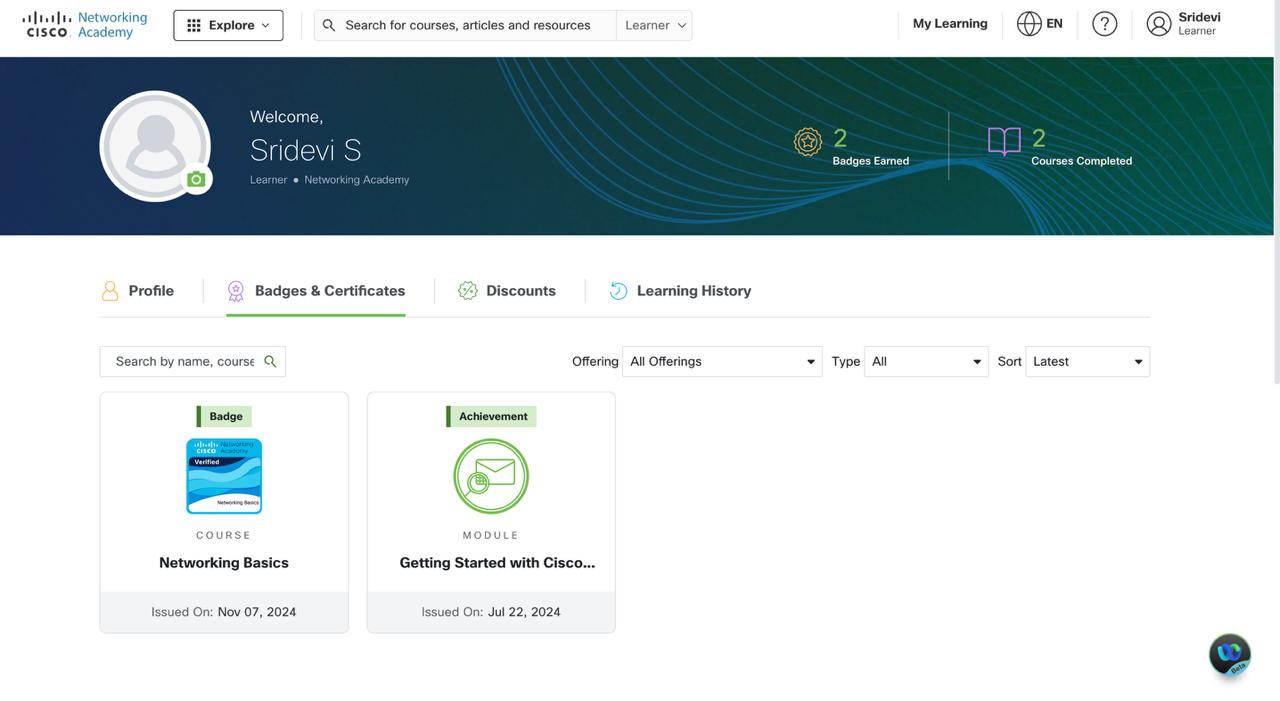 Networking Academy
CISCO
Explore
Search for courses, articles and resources
Learner
My Learning
EN
?
Sridevi
Learner
Welcome,
Sridevi S
Learner • Networking Academy
2
Badges Earned
2
Courses Completed
Profile
Badges & Certificates
Discounts
Learning History
Search by name, course
Offering
All Offerings
Type
All
Sort
Latest
Badge
CISCO
Networking Academy
Verified
Networking Basics
COURSE
Networking Basics
Issued On: Nov 07, 2024
Achievement
MODULE
Getting Started with Cisco...
Issued On: Jul 22, 2024
Beta